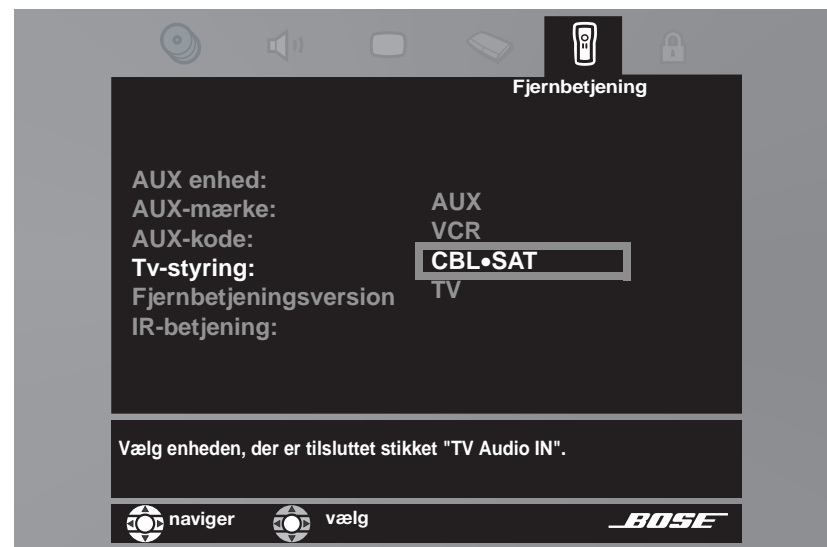 Fjernbetjening
AUX enhed:
AUX-mærke:
AUX-kode:
Tv-styring:
Fjernbetjeningsversion
IR-betjening:
AUX
VCR
CBL•SAT
TV
Vælg enheden, der er tilsluttet stikket "TV Audio IN".
naviger vælg BOSE